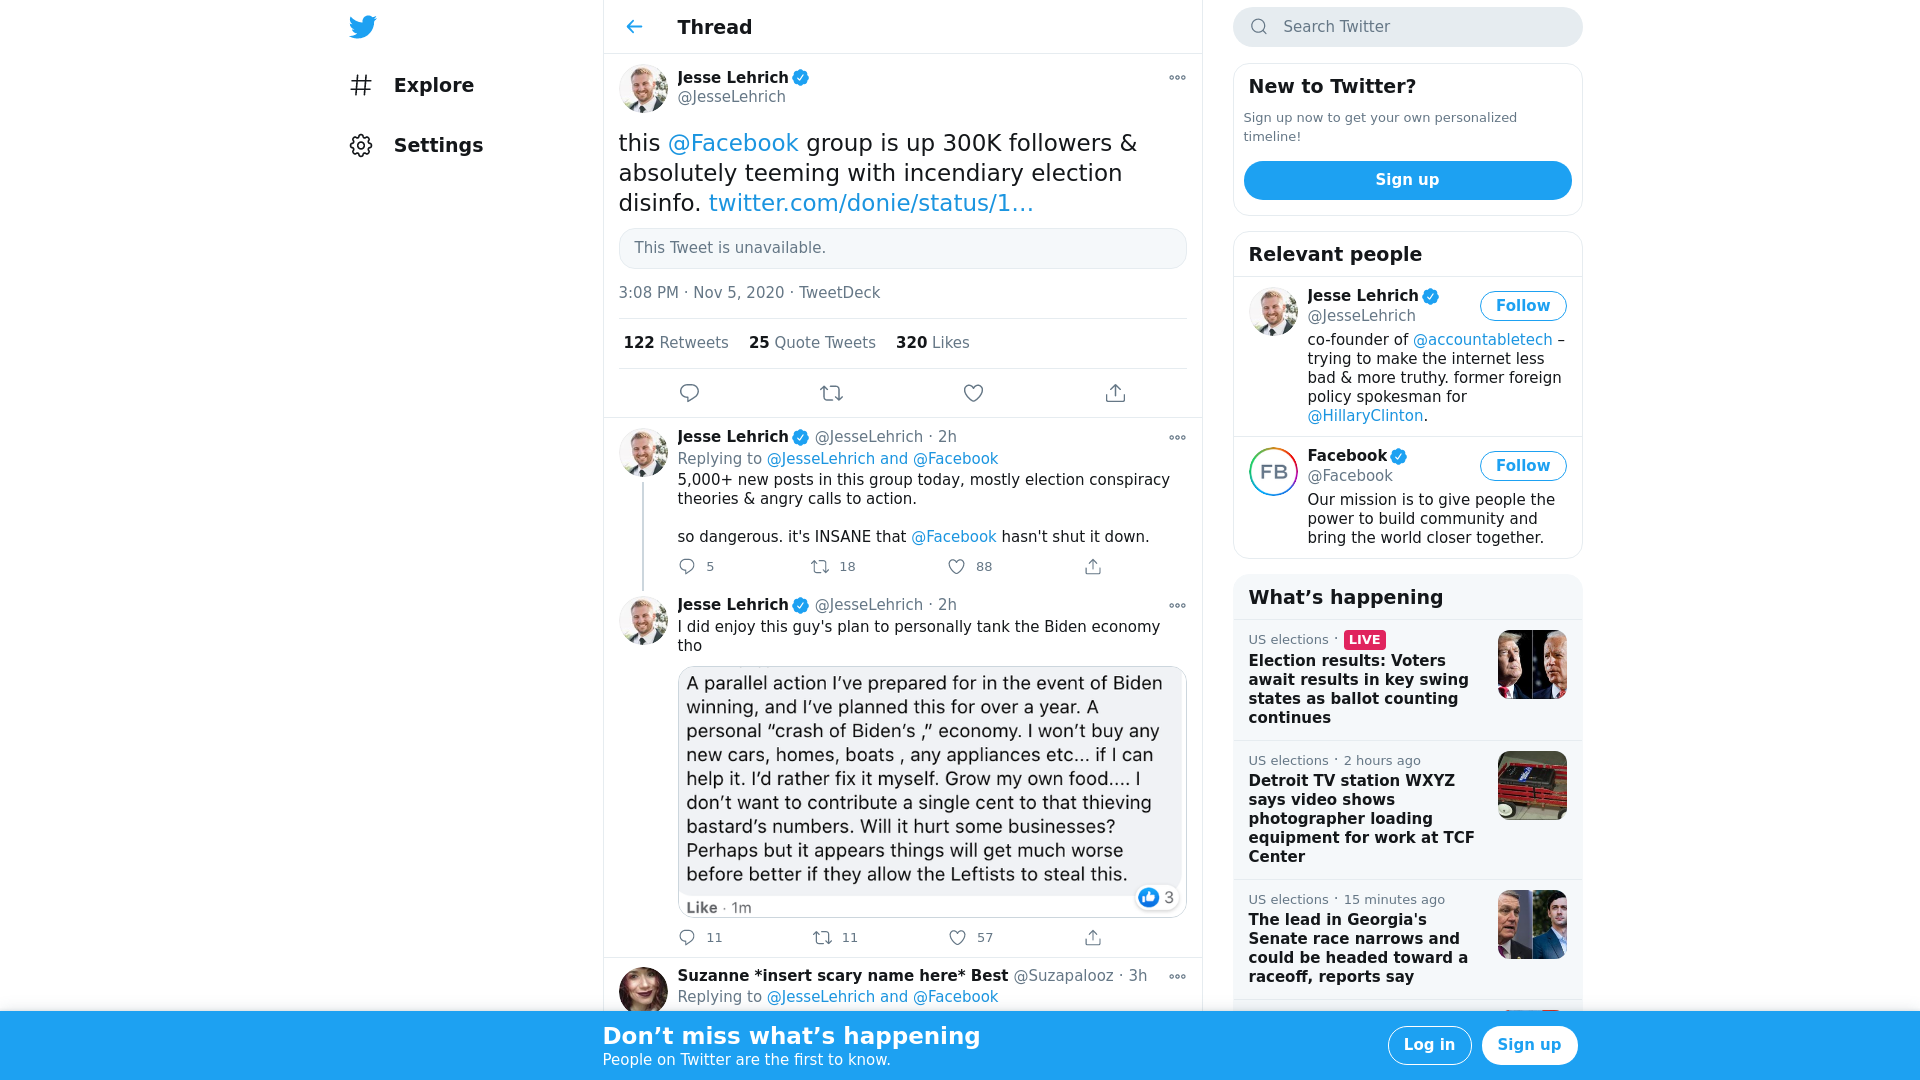 Explore
Settings
Thread
Jesse Lehrich
@JesseLehrich
this @Facebook group is up 300K followers &
absolutely teeming with incendiary election
disinfo. twitter.com/donie/status/1…
This Tweet is unavailable.
3:08 PM · Nov 5, 2020 · TweetDeck
122 Retweets 25 Quote Tweets 320 Likes
Jesse Lehrich @JesseLehrich · 2h
Replying to @JesseLehrich and @Facebook
5,000+ new posts in this group today, mostly election conspiracy
theories & angry calls to action.
so dangerous. it's INSANE that @Facebook hasn't shut it down.
5 18 88
Jesse Lehrich @JesseLehrich · 2h
I did enjoy this guy's plan to personally tank the Biden economy
tho
A parallel action I've prepared for in the event of Biden
winning, and I've planned this for over a year. A
personal “crash of Biden's ,” economy. I won't buy any
new cars, homes, boats , any appliances etc... if I can
help it. I'd rather fix it myself. Grow my own food.... I
don't want to contribute a single cent to that thieving
bastard's numbers. Will it hurt some businesses?
Perhaps but it appears things will get much worse
before better if they allow the Leftists to steal this.
Like · 1m
3
11 11 57
Suzanne *insert scary name here* Best @Suzapalooz · 3h
Replying to @JesseLehrich and @Facebook
Search Twitter
New to Twitter?
Sign up now to get your own personalized
timeline!
Sign up
Relevant people
Jesse Lehrich
@JesseLehrich
Follow
co-founder of @accountabletech –
trying to make the internet less
bad & more truthy. former foreign
policy spokesman for
@HillaryClinton.
FB
Facebook
@Facebook
Follow
Our mission is to give people the
power to build community and
bring the world closer together.
What’s happening
US elections · LIVE
Election results: Voters
await results in key swing
states as ballot counting
continues
US elections · 2 hours ago
Detroit TV station WXYZ
says video shows
photographer loading
equipment for work at TCF
Center
US elections · 15 minutes ago
The lead in Georgia's
Senate race narrows and
could be headed toward a
raceoff, reports say
Don’t miss what’s happening
People on Twitter are the first to know.
Log in
Sign up